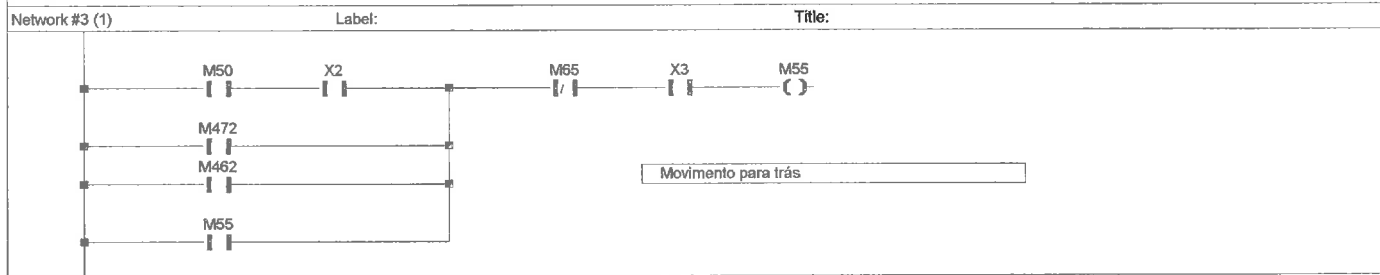 Network #3 (1) Label: Title:
M50 X2 M65 X3 M55
M472
M462
Movimento para trás
M55